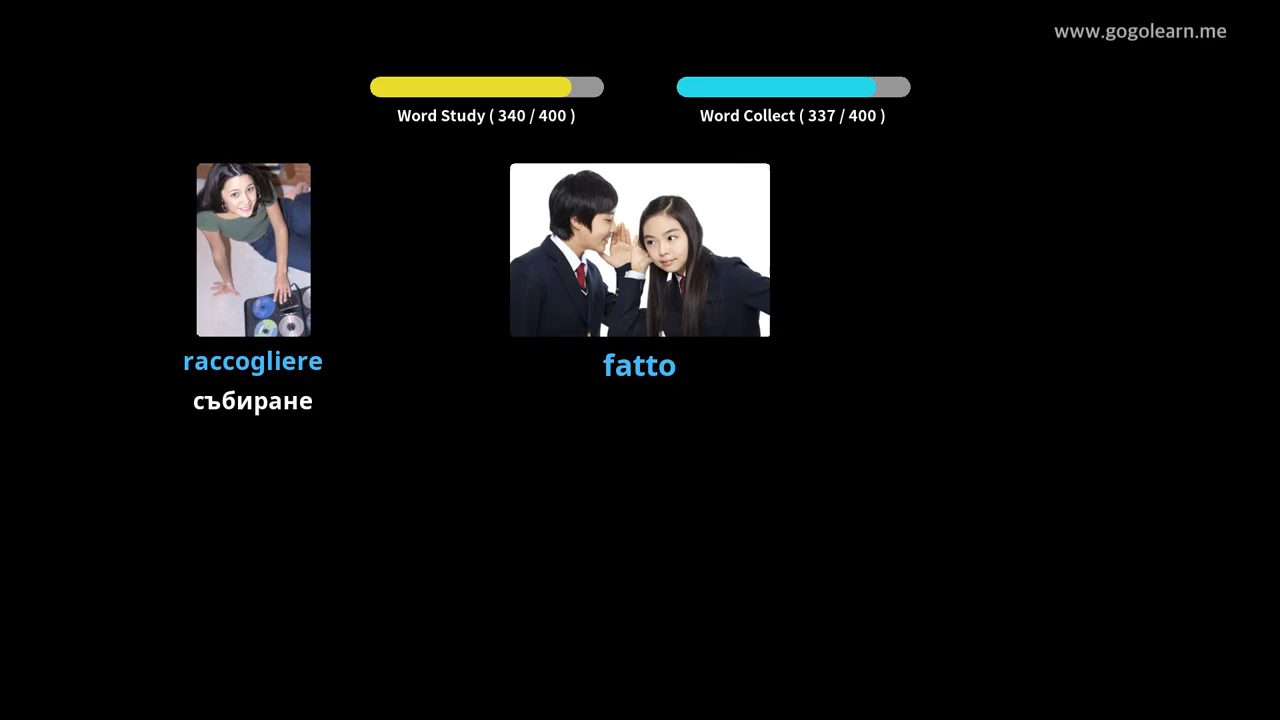 www.gogolearn.me
Word Study ( 340 / 400 )
Word Collect ( 337 / 400 )
raccogliere
събиране
fatto